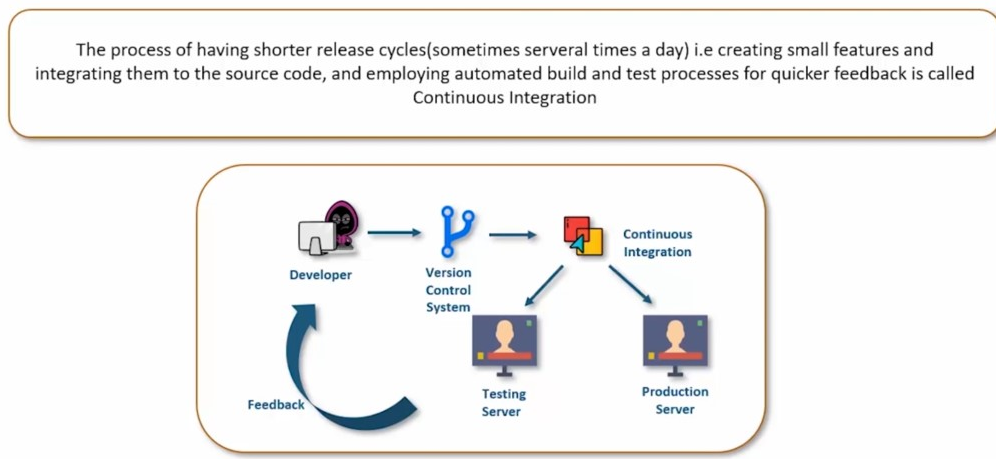 The process of having shorter release cycles(sometimes serveral times a day) i.e creating small features and
integrating them to the source code, and employing automated build and test processes for quicker feedback is called
Continuous Integration
Developer
Version
Control
System
Continuous
Integration
Feedback
Testing
Server
Production
Server